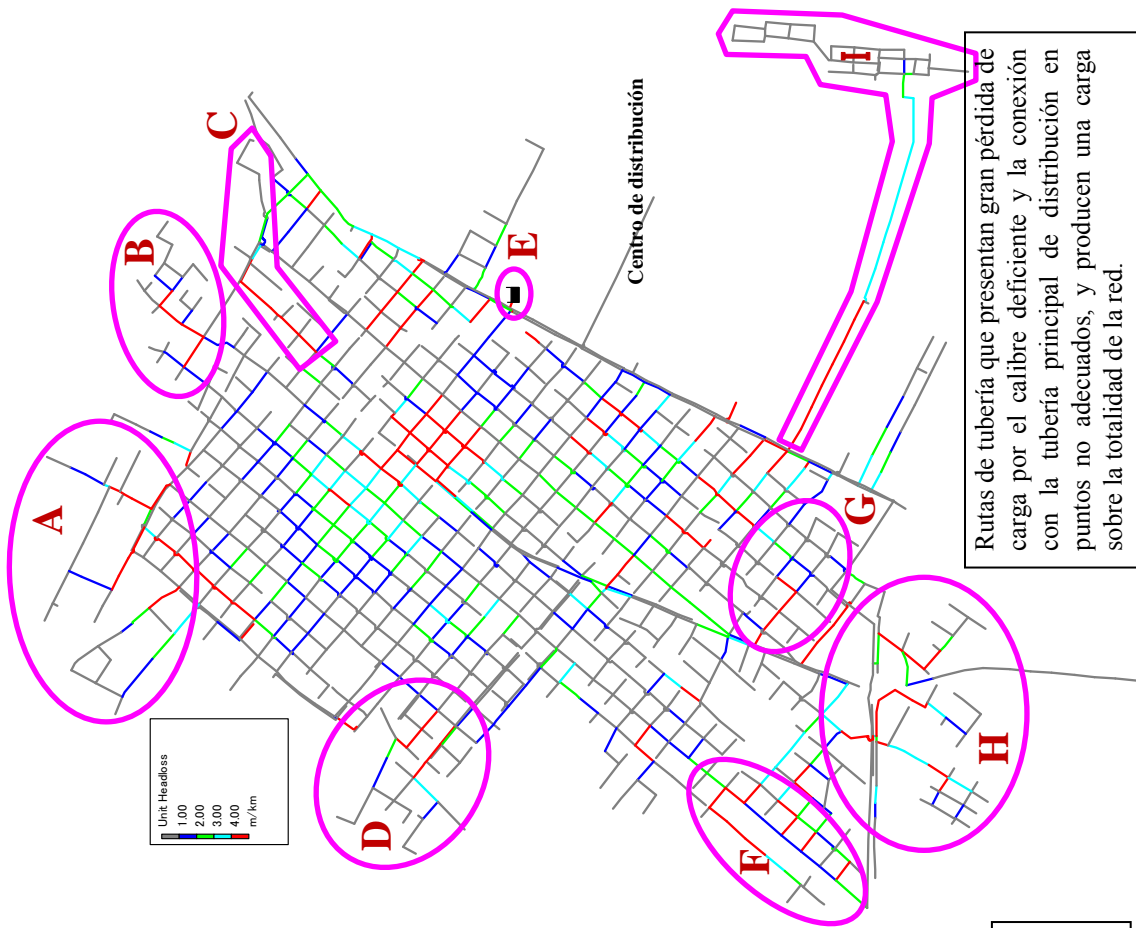 A
B
C
D
E
F
G
H
I
Centro de distribución
Unit Headloss
1.00
2.00
3.00
4.00
m/km
Rutas de tubería que presentan gran pérdida de
carga por el calibre deficiente y la conexión
con la tubería principal de distribución en
puntos no adecuados, y producen una carga
sobre la totalidad de la red.